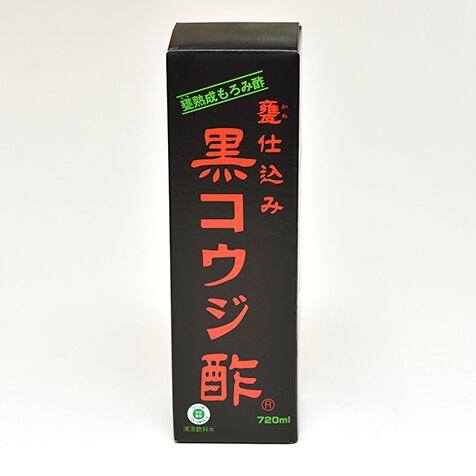 甕熟成もろみ酢
甕仕込み
かめ
黒コウジ酢
®
720ml
清涼飲料水